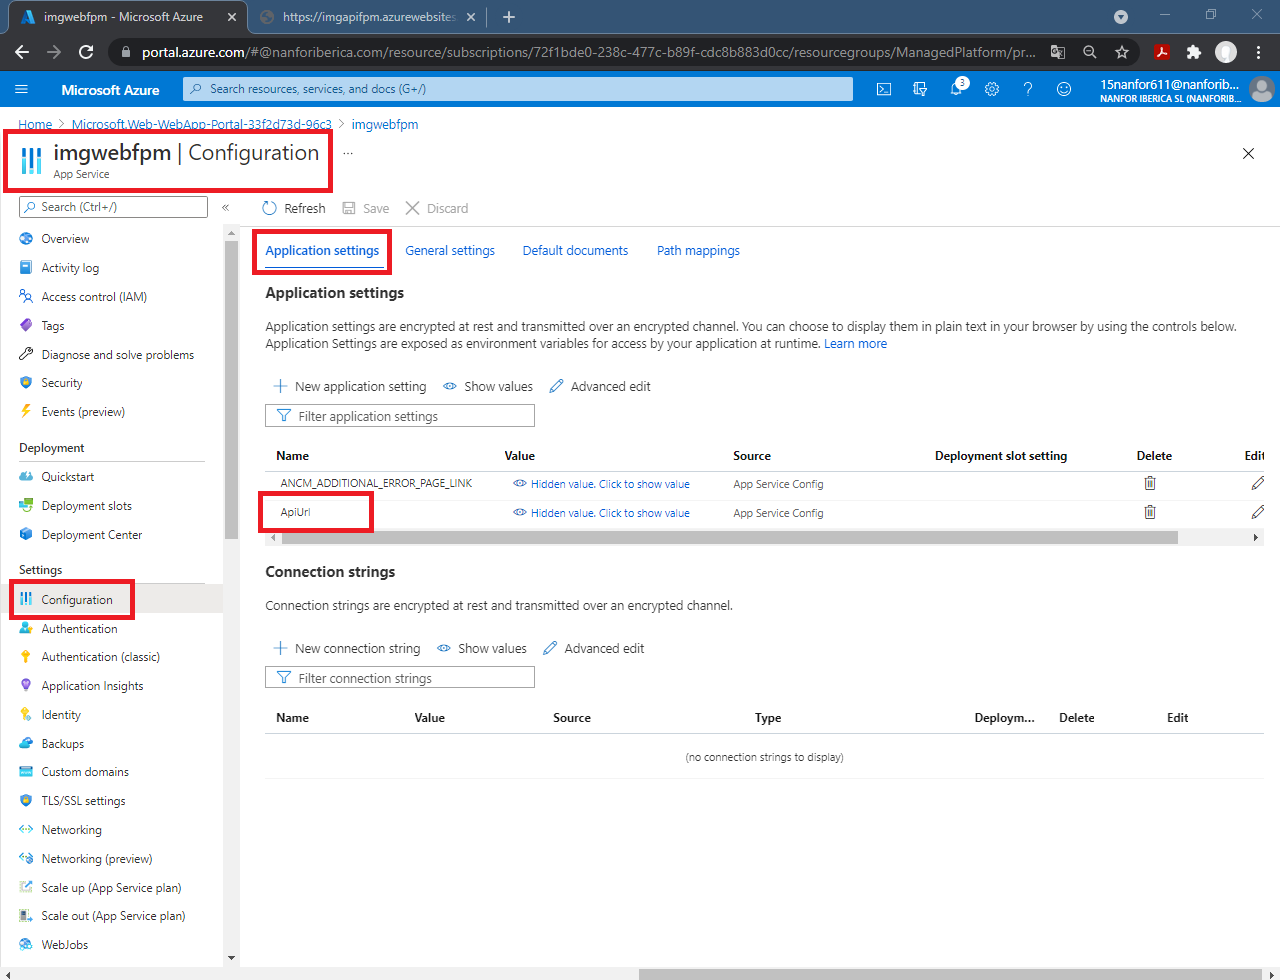 imgwebfpm - Microsoft Azure
https://imgapifpm.azurewebsites
portal.azure.com/#@nanforiberica.com/resource/subscriptions/72f1bde0-238c-477c-b89f-cdc8b883d0cc/resourcegroups/ManagedPlatform/pr...
Microsoft Azure
Search resources, services, and docs (G+/)
3
15nanfor611@nanforib...
NANFOR IBERICA SL (NANFORIB...
Home > Microsoft.Web-WebApp-Portal-33f2d73d-96c3 > imgwebfpm
imgwebfpm | Configuration ...
App Service
Search (Ctrl+/)
«
Refresh
Save
Discard
Overview
Activity log
Access control (IAM)
Tags
Diagnose and solve problems
Security
Events (preview)
Deployment
Quickstart
Deployment slots
Deployment Center
Settings
Configuration
Authentication
Authentication (classic)
Application Insights
Identity
Backups
Custom domains
TLS/SSL settings
Networking
Networking (preview)
Scale up (App Service plan)
Scale out (App Service plan)
WebJobs
Application settings
General settings
Default documents
Path mappings
Application settings
Application settings are encrypted at rest and transmitted over an encrypted channel. You can choose to display them in plain text in your browser by using the controls below.
Application Settings are exposed as environment variables for access by your application at runtime. Learn more
New application setting
Show values
Advanced edit
Filter application settings
Name Value Source Deployment slot setting Delete Edit
ANCM_ADDITIONAL_ERROR_PAGE_LINK Hidden value. Click to show value App Service Config
ApiUrl Hidden value. Click to show value App Service Config
Connection strings
Connection strings are encrypted at rest and transmitted over an encrypted channel.
New connection string
Show values
Advanced edit
Filter connection strings
Name Value Source Type Deploym... Delete Edit
(no connection strings to display)